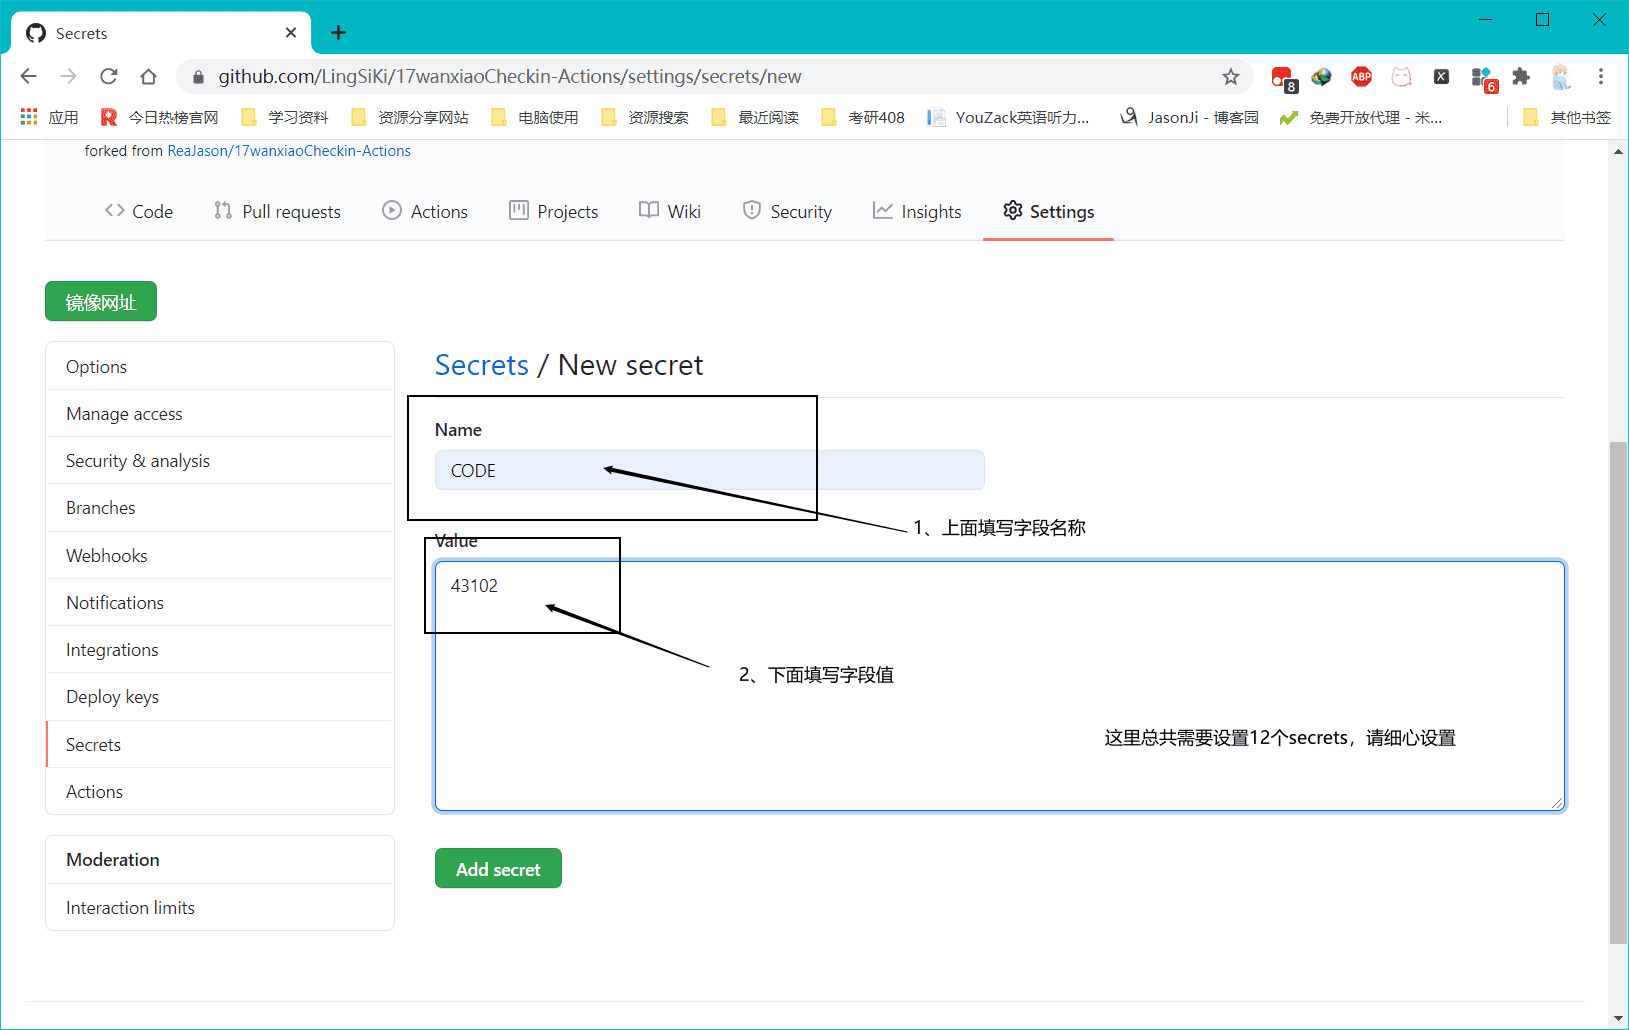 Secrets
github.com/LingSiKi/17wanxiaoCheckin-Actions/settings/secrets/new
8
ABP
X
6
应用
R
今日热榜官网
学习资料
资源分享网站
电脑使用
资源搜索
最近阅读
考研408
YouZack英语听力...
JasonJi - 博客园
免费开放代理 - 米...
其他书签
forked from ReaJason/17wanxiaoCheckin-Actions
Code
Pull requests
Actions
Projects
Wiki
Security
Insights
Settings
镜像网址
Options
Manage access
Security & analysis
Branches
Webhooks
Notifications
Integrations
Deploy keys
Secrets
Actions
Moderation
Interaction limits
Secrets / New secret
Name
CODE
1、上面填写字段名称
Value
43102
2、下面填写字段值
这里总共需要设置12个secrets，请细心设置
Add secret